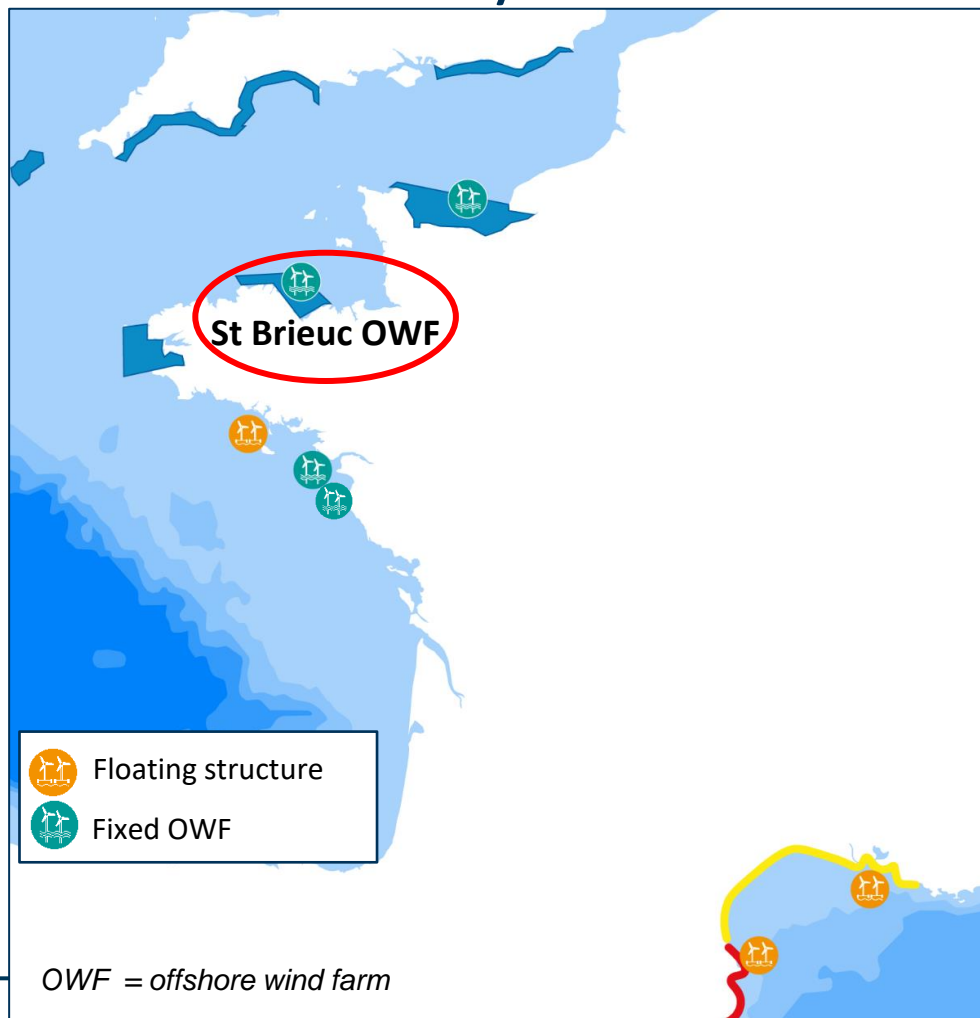 St Brieuc OWF
Floating structure
Fixed OWF
OWF = offshore wind farm